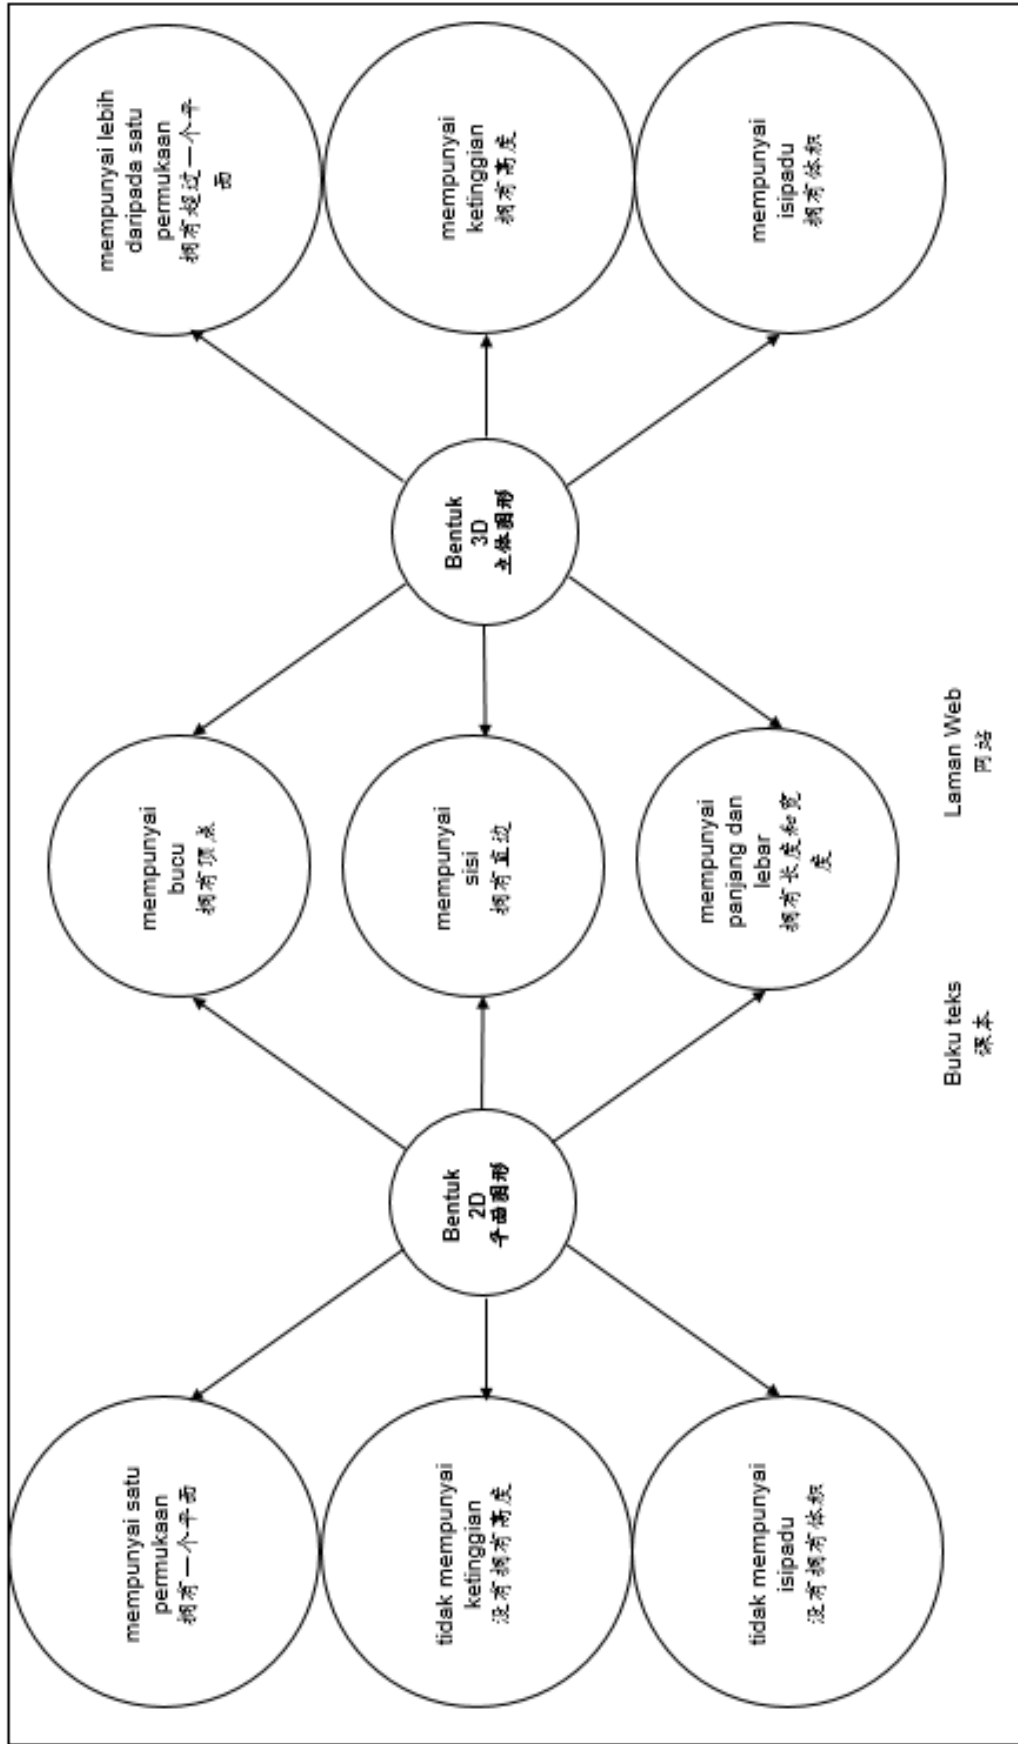 mempunyai satu
permukaan
拥有一个平面
tidak mempunyai
ketinggian
没有拥有高度
tidak mempunyai
isipadu
没有拥有体积
Bentuk
2D
平面图形
mempunyai
bucu
拥有顶点
mempunyai
sisi
拥有直边
mempunyai
panjang dan
lebar
拥有长度和宽
度
Bentuk
3D
立体图形
mempunyai lebih
daripada satu
permukaan
拥有超过一个平
面
mempunyai
ketinggian
拥有高度
mempunyai
isipadu
拥有体积
Buku teks
课本
Laman Web
网站